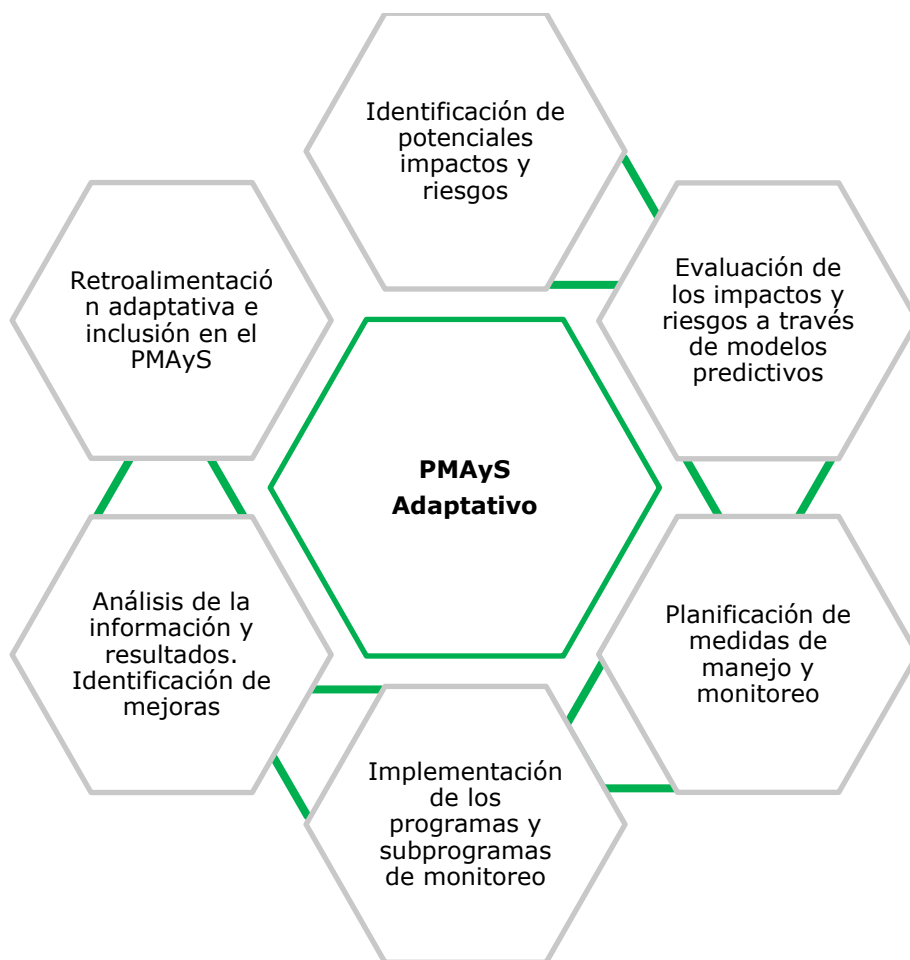 Identificación de
potenciales
impactos y
riesgos
Evaluación de
los impactos y
riesgos a través
de modelos
predictivos
Planificación de
medidas de
manejo y
monitoreo
Implementación
de los
programas y
subprogramas
de monitoreo
Análisis de la
información y
resultados.
Identificación de
mejoras
Retroalimentació
n adaptativa e
inclusión en el
PMAyS
PMAyS
Adaptativo